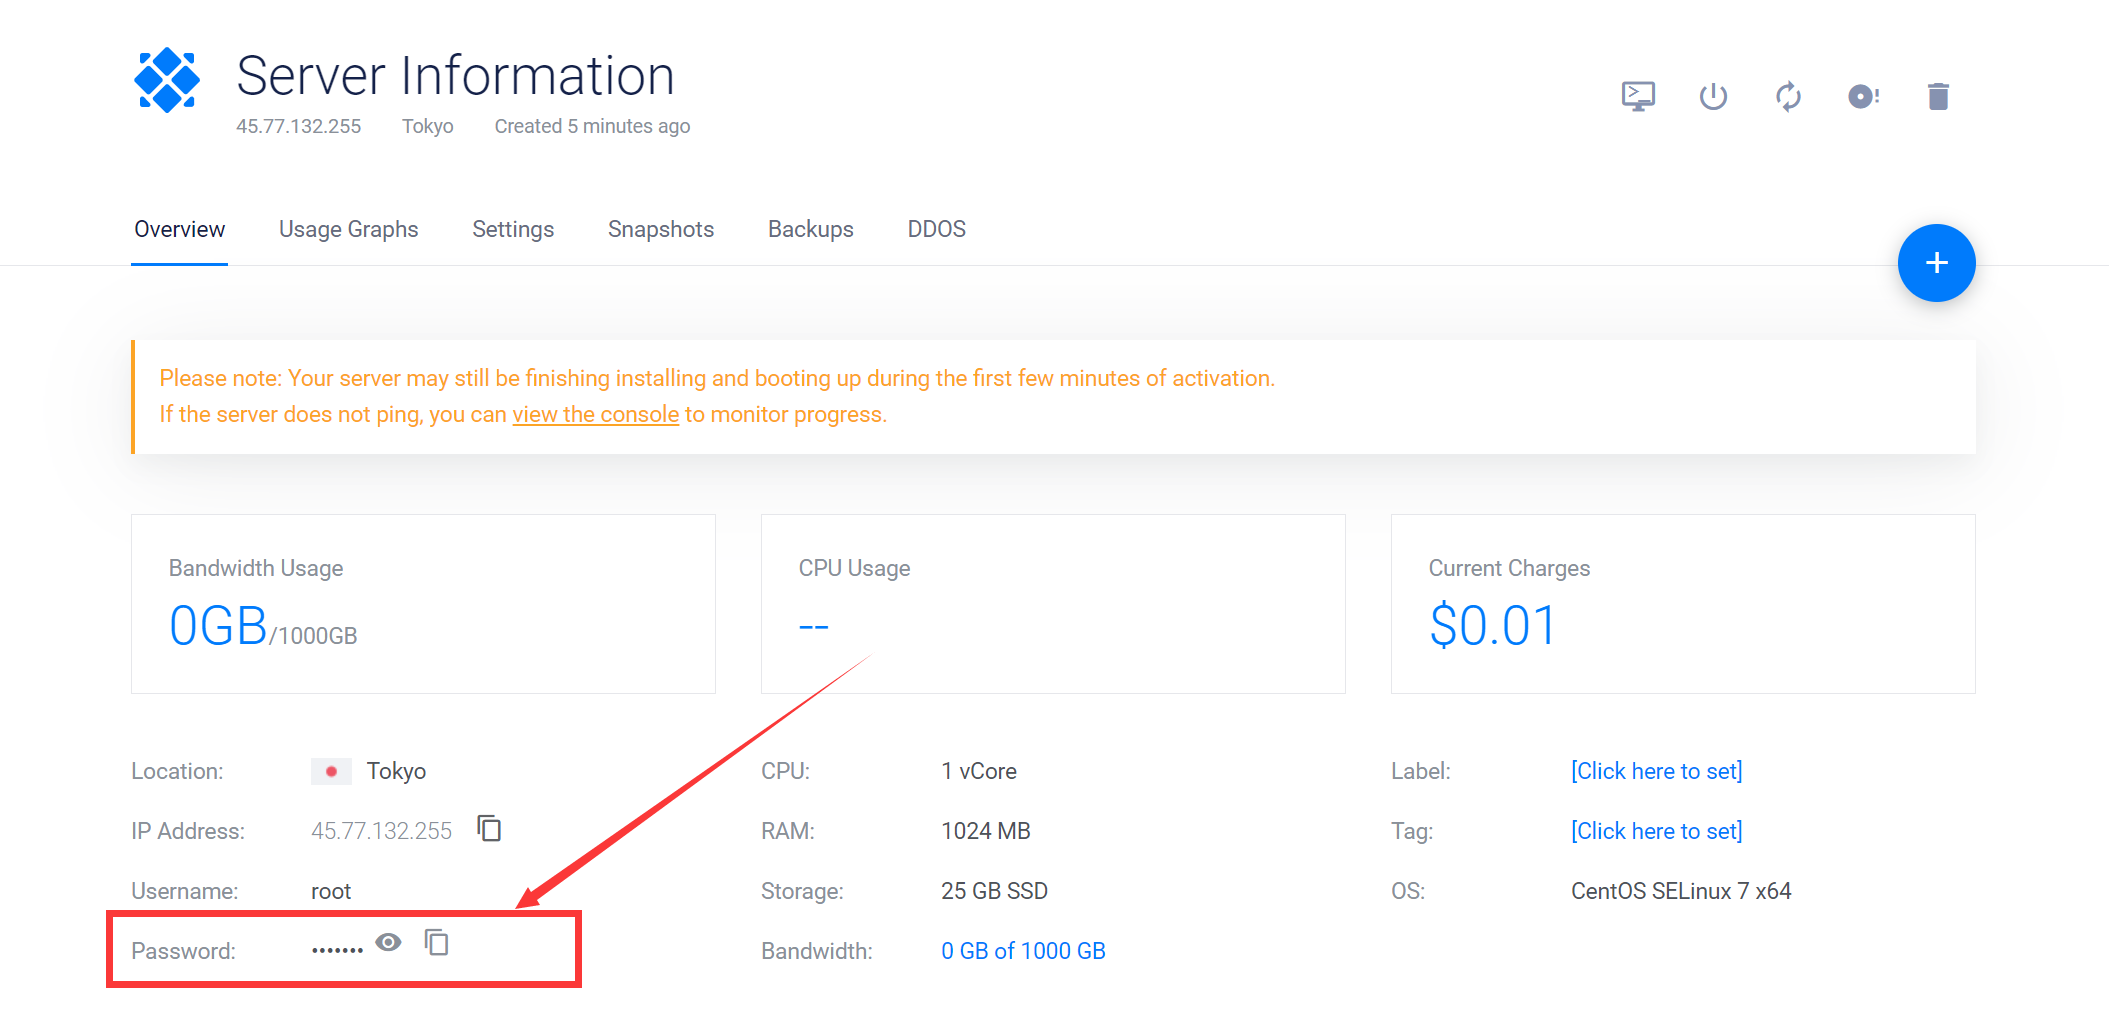 Server Information
45.77.132.255 Tokyo Created 5 minutes ago
Overview Usage Graphs Settings Snapshots Backups DDOS
Please note: Your server may still be finishing installing and booting up during the first few minutes of activation.
If the server does not ping, you can view the console to monitor progress.
Bandwidth Usage
0GB/1000GB
CPU Usage
--
Current Charges
$0.01
Location: Tokyo
IP Address: 45.77.132.255
Username: root
Password: •••••••
CPU: 1 vCore
RAM: 1024 MB
Storage: 25 GB SSD
Bandwidth: 0 GB of 1000 GB
Label: [Click here to set]
Tag: [Click here to set]
OS: CentOS SELinux 7 x64